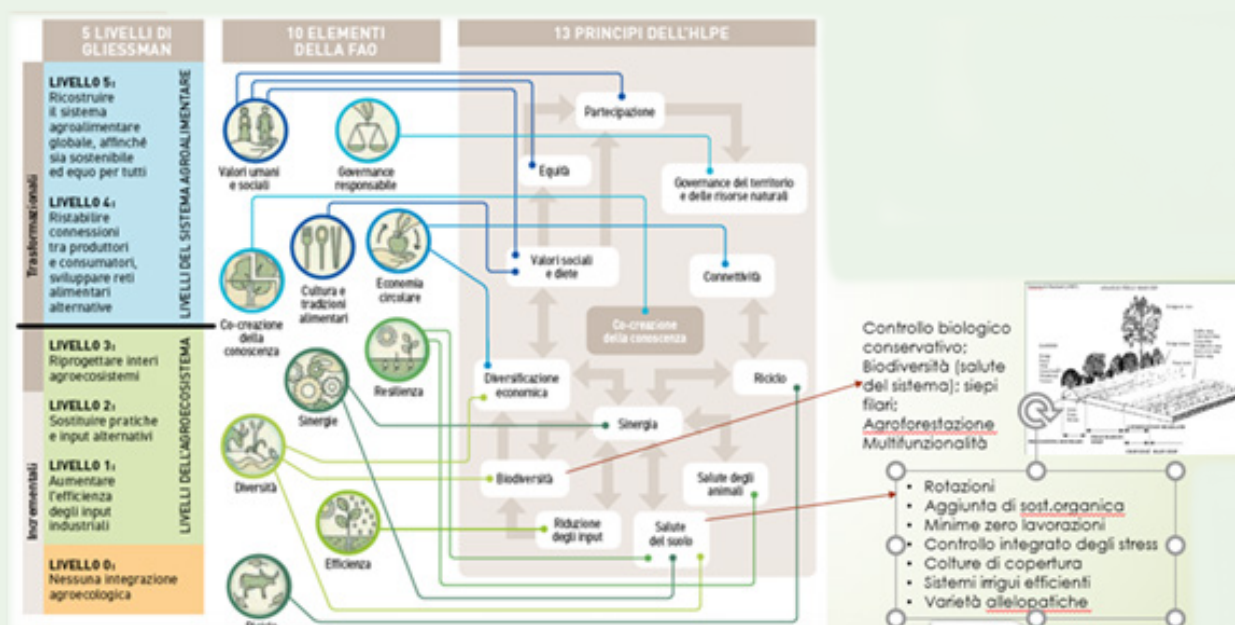 5 LIVELLI DI
GLIESSMAN
10 ELEMENTI
DELLA FAO
13 PRINCIPI DELL'HLPE
Trasformazionali
Incrementali
LIVELLI DEL SISTEMA AGROALIMENTARE
LIVELLI DELL'AGROECOSISTEMA
LIVELLO 5:
Ricostruire
il sistema
agroalimentare
globale, affinché
sia sostenibile
ed equo per tutti
LIVELLO 4:
Ristabilire
connessioni
tra produttori
e consumatori,
sviluppare reti
alimentari
alternative
LIVELLO 3:
Riprogettare interi
agroecosistemi
LIVELLO 2:
Sostituire pratiche
e input alternativi
LIVELLO 1:
Aumentare
l'efficienza
degli input
industriali
LIVELLO 0:
Nessuna integrazione
agroecologica
Valori umani
e sociali
Governance
responsabile
Cultura e
tradizioni
alimentari
Economia
circolare
Co-creazione
della
conoscenza
Resilienza
Sinergie
Diversità
Efficienza
Partecipazione
Equità
Governance del territorio
e delle risorse naturali
Valori sociali
e diete
Connettività
Co-creazione
della conoscenza
Diversificazione
economica
Riciclo
Sinergia
Biodiversità
Salute degli
animali
Riduzione
degli input
Salute
del suolo
Controllo biologico
conservativo;
Biodiversità (salute
del sistema): siepi
filari;
Agroforestazione
Multifunzionalità
• Rotazioni
• Aggiunta di sost.organica
• Minime zero lavorazioni
• Controllo integrato degli stress
• Colture di copertura
• Sistemi irrigui efficienti
• Varietà allelopatiche